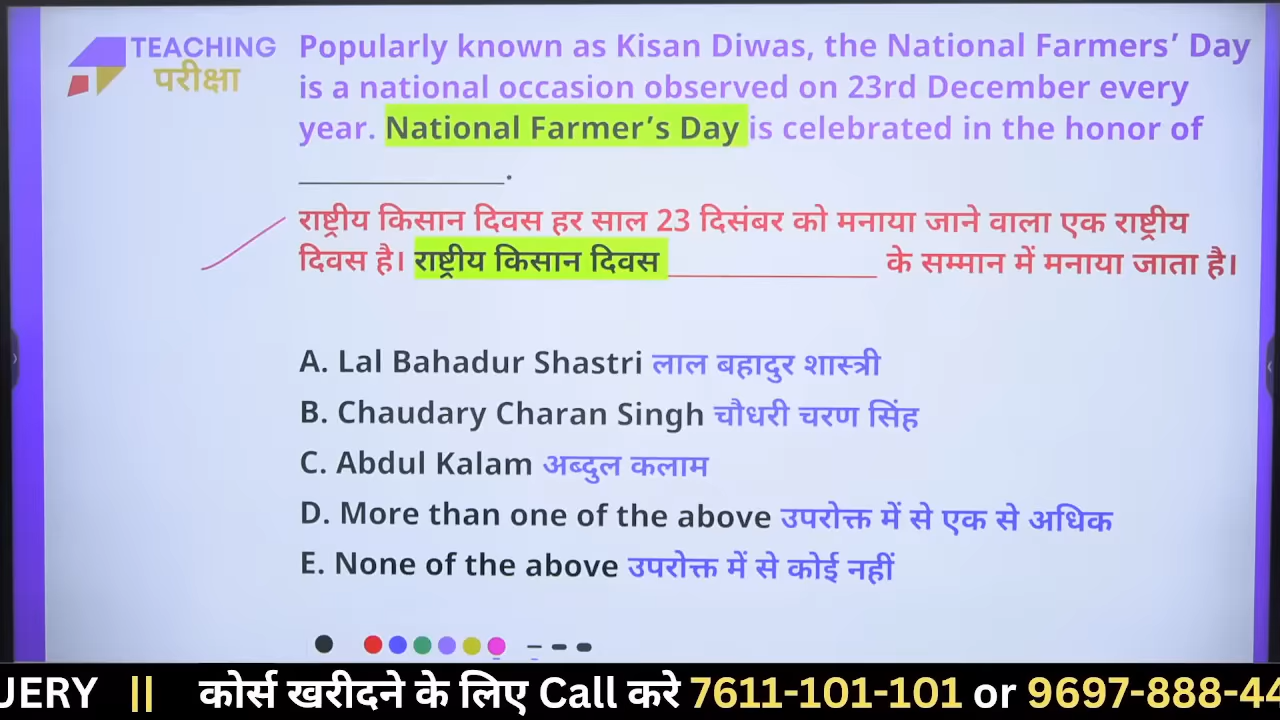 TEACHING
परीक्षा
Popularly known as Kisan Diwas, the National Farmers’ Day
is a national occasion observed on 23rd December every
year. National Farmer’s Day is celebrated in the honor of
____________.
राष्ट्रीय किसान दिवस हर साल 23 दिसंबर को मनाया जाने वाला एक राष्ट्रीय
दिवस है। राष्ट्रीय किसान दिवस ____________ के सम्मान में मनाया जाता है।
A. Lal Bahadur Shastri लाल बहादुर शास्त्री
B. Chaudary Charan Singh चौधरी चरण सिंह
C. Abdul Kalam अब्दुल कलाम
D. More than one of the above उपरोक्त में से एक से अधिक
E. None of the above उपरोक्त में से कोई नहीं
UERY || कोर्स खरीदने के लिए Call करे 7611-101-101 or 9697-888-44